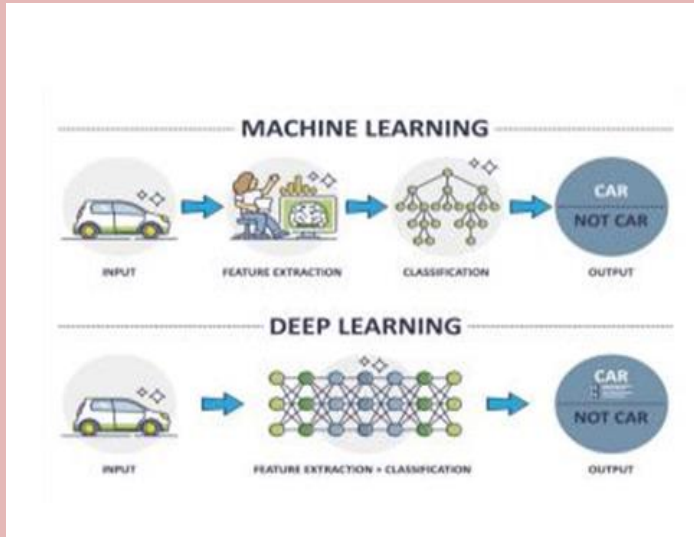 MACHINE LEARNING
CAR
NOT CAR
INPUT
FEATURE EXTRACTION
CLASSIFICATION
OUTPUT
DEEP LEARNING
CAR
NOT CAR
INPUT
FEATURE EXTRACTION + CLASSIFICATION
OUTPUT